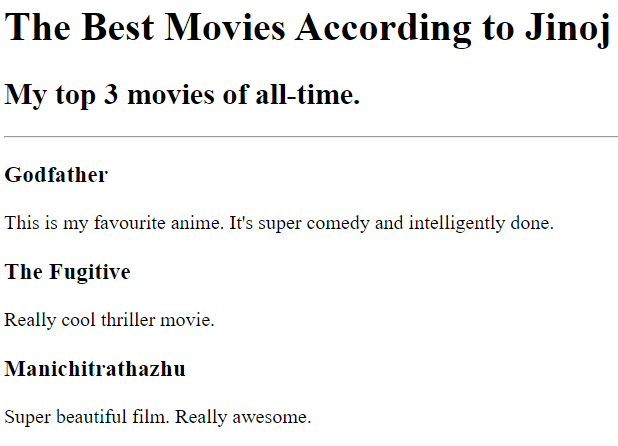 The Best Movies According to Jinoj
My top 3 movies of all-time.
Godfather
This is my favourite anime. It's super comedy and intelligently done.
The Fugitive
Really cool thriller movie.
Manichitrathazhu
Super beautiful film. Really awesome.